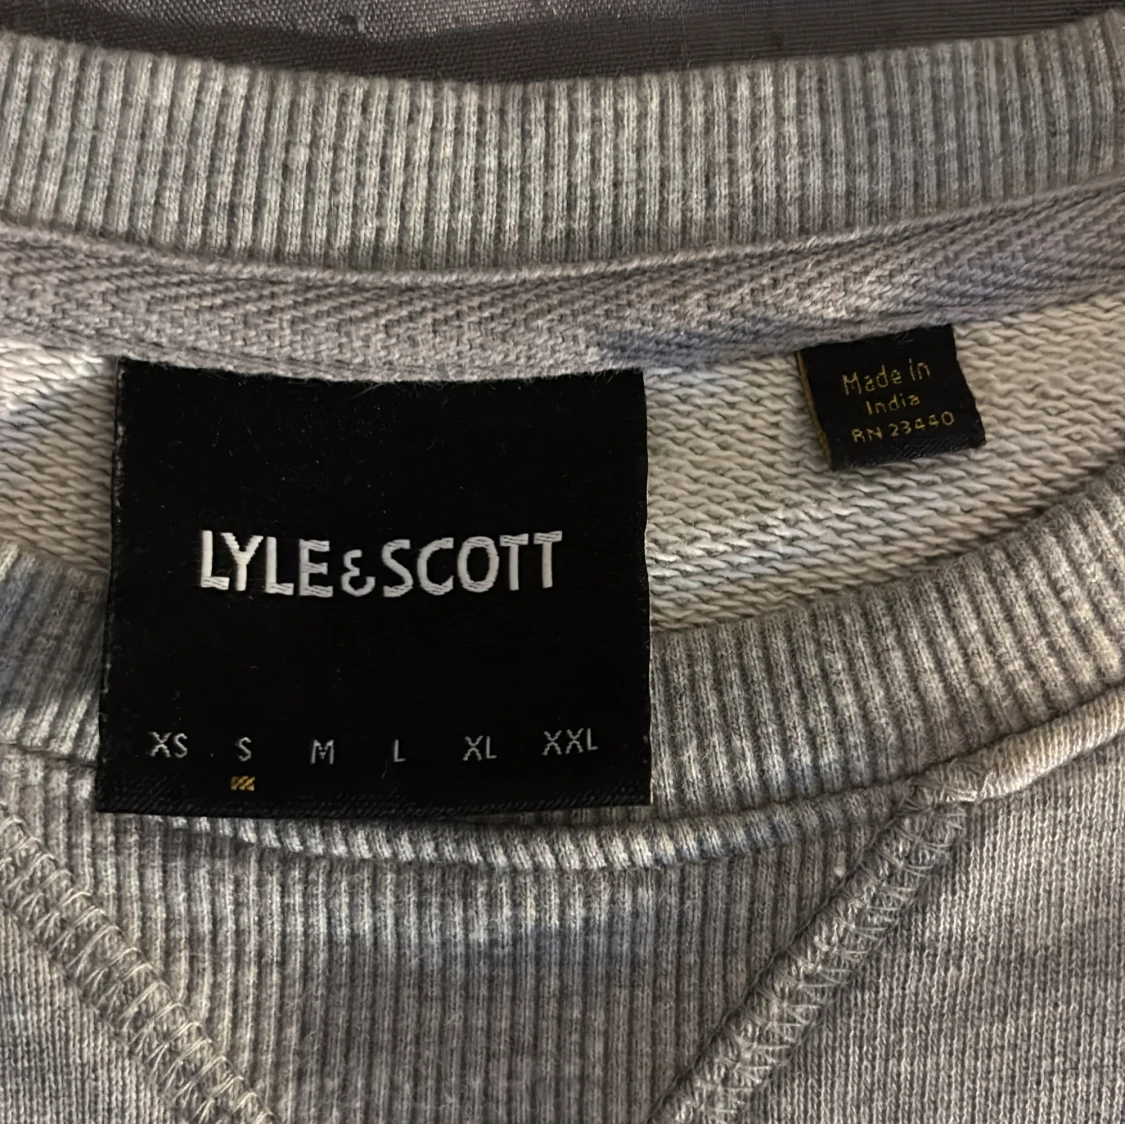 Made in
India
RN 23440
LYLE & SCOTT
XS S M L XL XXL